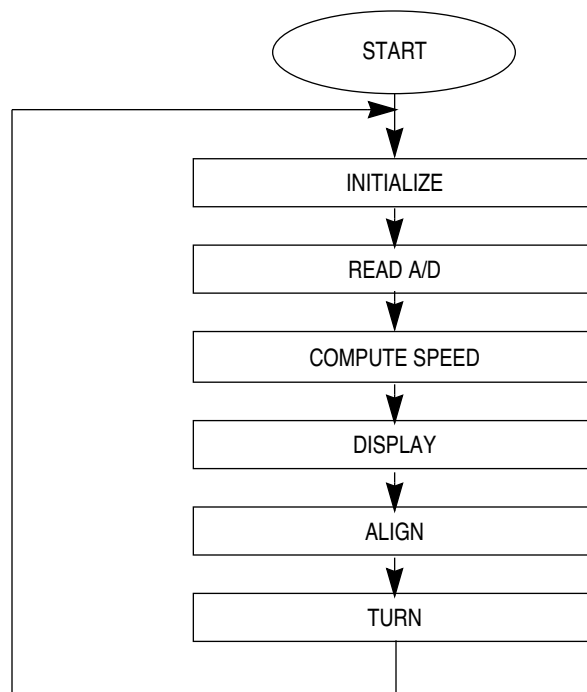 START
INITIALIZE
READ A/D
COMPUTE SPEED
DISPLAY
ALIGN
TURN